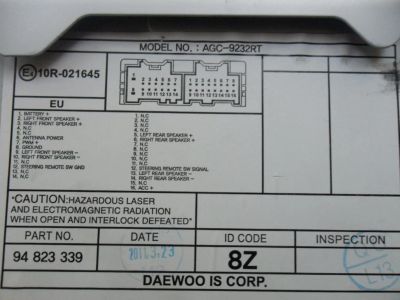 MODEL NO. : AGC-9232RT
E4 10R-021645
EU
1. BATTERY +
2. LEFT FRONT SPEAKER +
3. RIGHT FRONT SPEAKER +
4. N.C
5. N.C
6. ANTENNA POWER
7. PWM +
8. GROUND
9. LEFT FRONT SPEAKER -
10. RIGHT FRONT SPEAKER -
11. N.C
12. STEERING REMOTE SW GND
13. N.C
14. N.C
1. N.C
2. N.C
3. N.C
4. N.C
5. LEFT REAR SPEAKER +
6. RIGHT REAR SPEAKER +
7. N.C
8. N.C
9. N.C
10. N.C
11. N.C
12. STEERING REMOTE SW SIGNAL
13. LEFT REAR SPEAKER -
14. RIGHT REAR SPEAKER -
15. N.C
16. ACC +
*CAUTION:HAZARDOUS LASER
AND ELECTROMAGNETIC RADIATION
WHEN OPEN AND INTERLOCK DEFEATED*
PART NO. DATE ID CODE INSPECTION
94 823 339 2011.3.23 8Z
DAEWOO IS CORP.